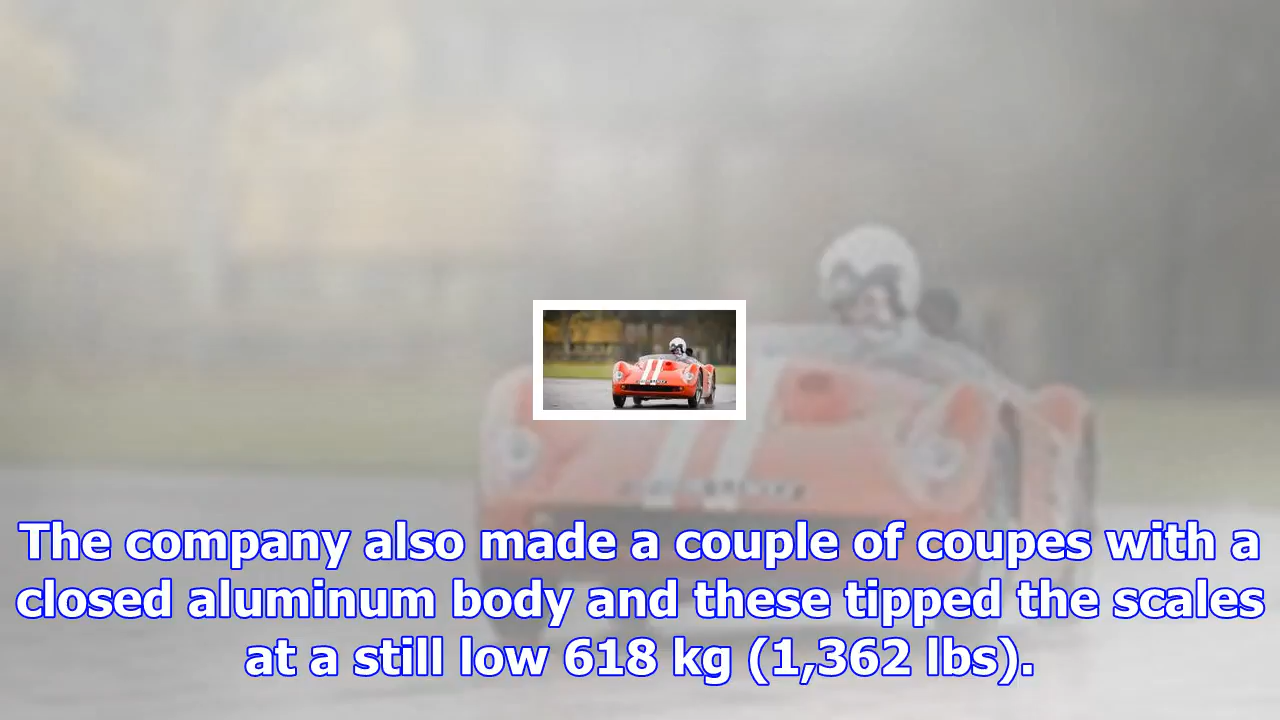 The company also made a couple of coupes with a
closed aluminum body and these tipped the scales
at a still low 618 kg (1,362 lbs).